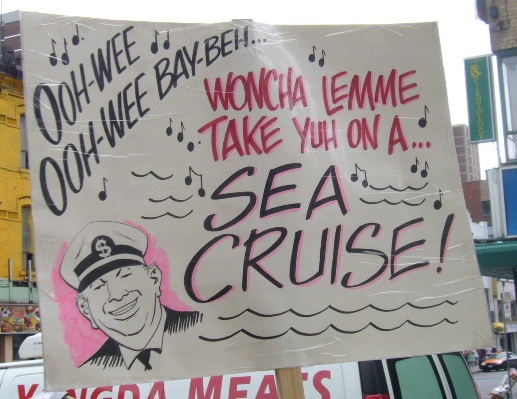 OOH-WEE
OOH-WEE BAY-BEH...
WONCHA LEMME
TAKE YUH ON A...
SEA
CRUISE!
$
MEATS